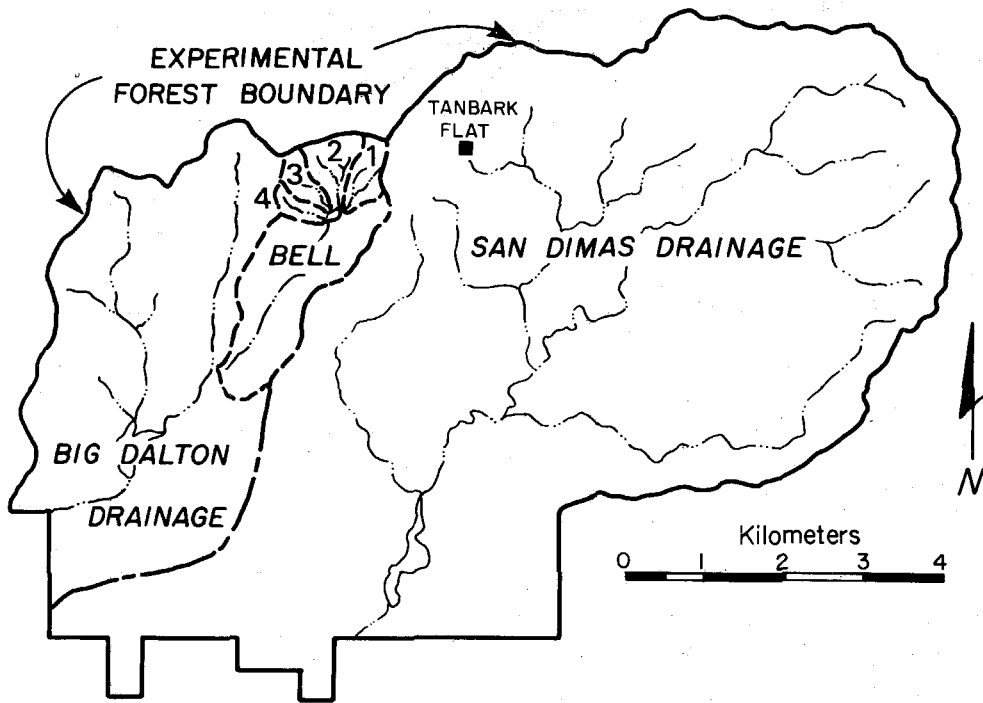 EXPERIMENTAL
FOREST BOUNDARY
TANBARK
FLAT
1
2
3
4
BELL
SAN DIMAS DRAINAGE
BIG DALTON
DRAINAGE
N
Kilometers
0 1 2 3 4